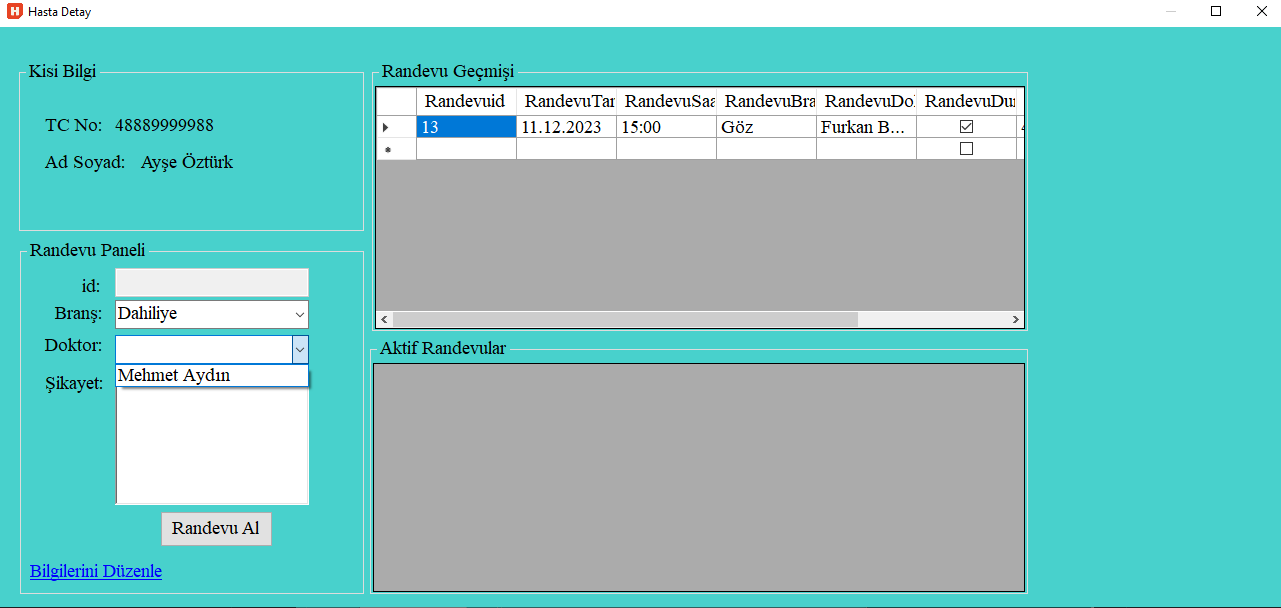 Hasta Detay
Kisi Bilgi
TC No: 48889999988
Ad Soyad: Ayşe Öztürk
Randevu Geçmişi
Randevuid RandevuTar RandevuSaa RandevuBra RandevuDo RandevuDu
13 11.12.2023 15:00 Göz Furkan B...
Randevu Paneli
id:
Branş: Dahiliye
Doktor:
Mehmet Aydın
Şikayet:
Randevu Al
Bilgilerini Düzenle
Aktif Randevular